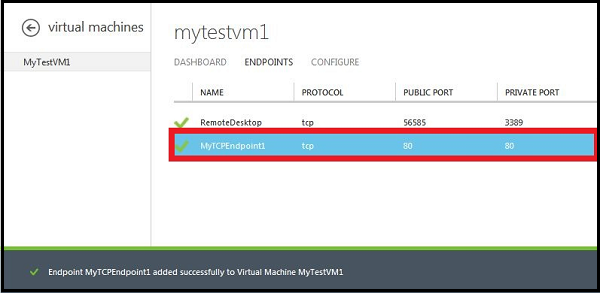 virtual machines
MyTestVM1
mytestvm1
DASHBOARD ENDPOINTS CONFIGURE
NAME PROTOCOL PUBLIC PORT PRIVATE PORT
RemoteDesktop tcp 56585 3389
MyTCPEndpoint1 tcp 80 80
Endpoint MyTCPEndpoint1 added successfully to Virtual Machine MyTestVM1